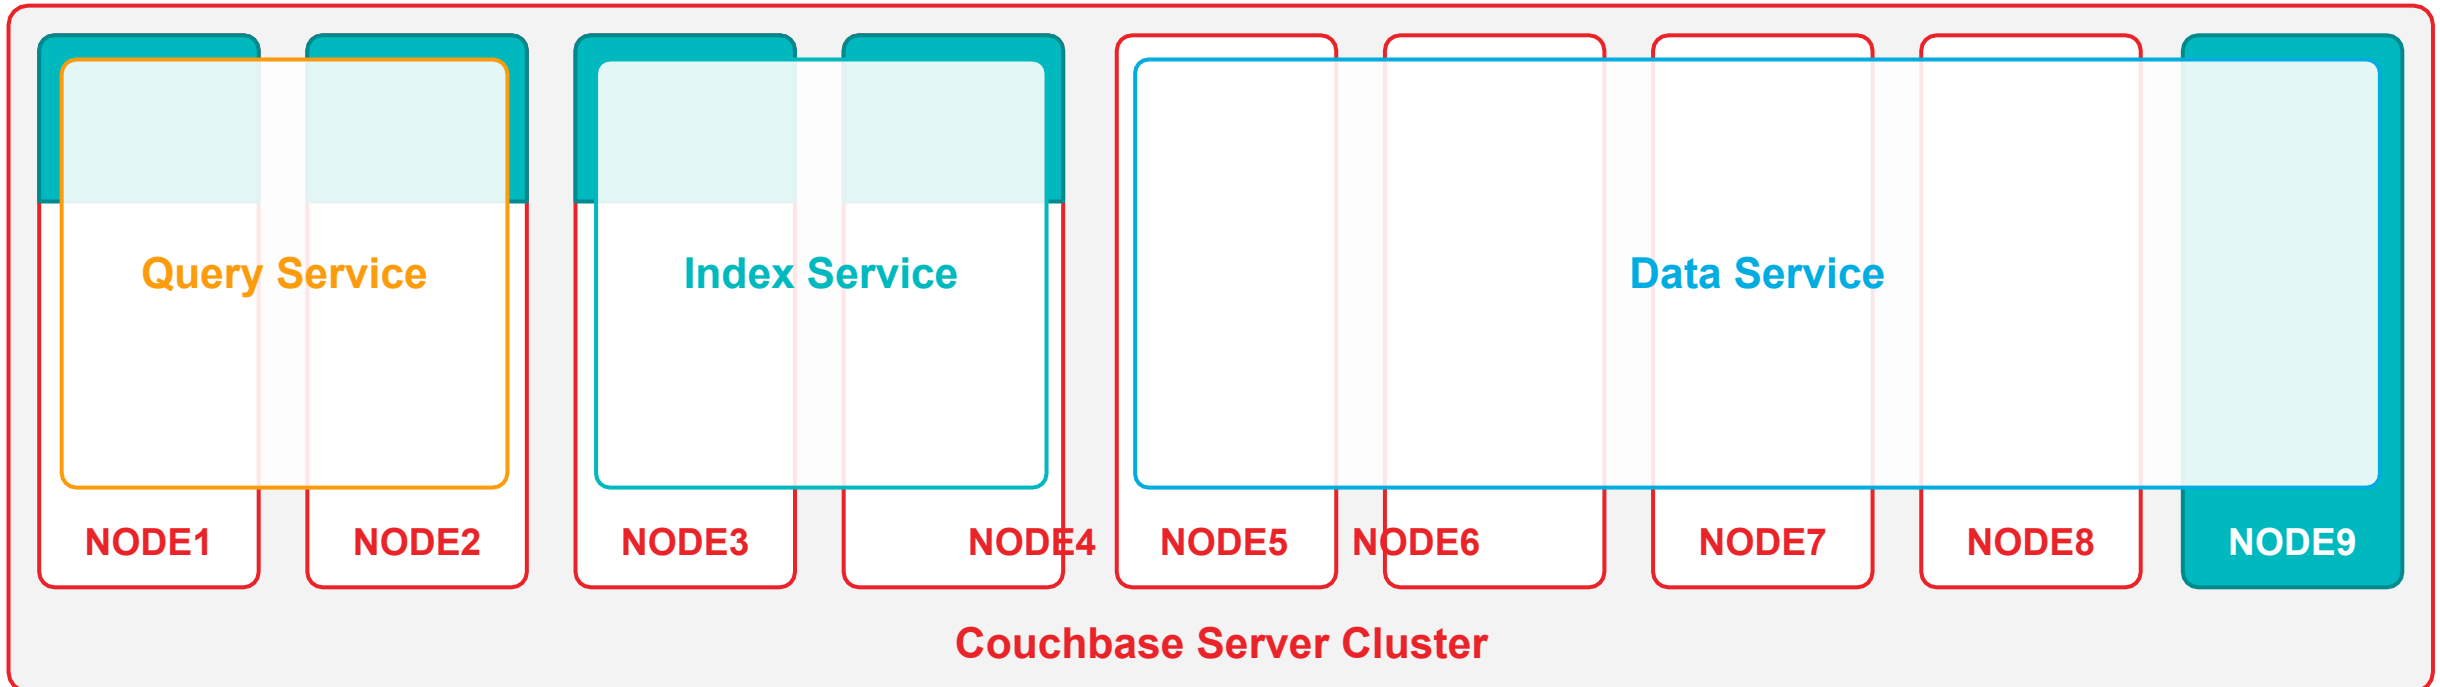 Query Service
Index Service
Data Service
NODE1
NODE2
NODE3
NODE4
NODE5
NODE6
NODE7
NODE8
NODE9
Couchbase Server Cluster